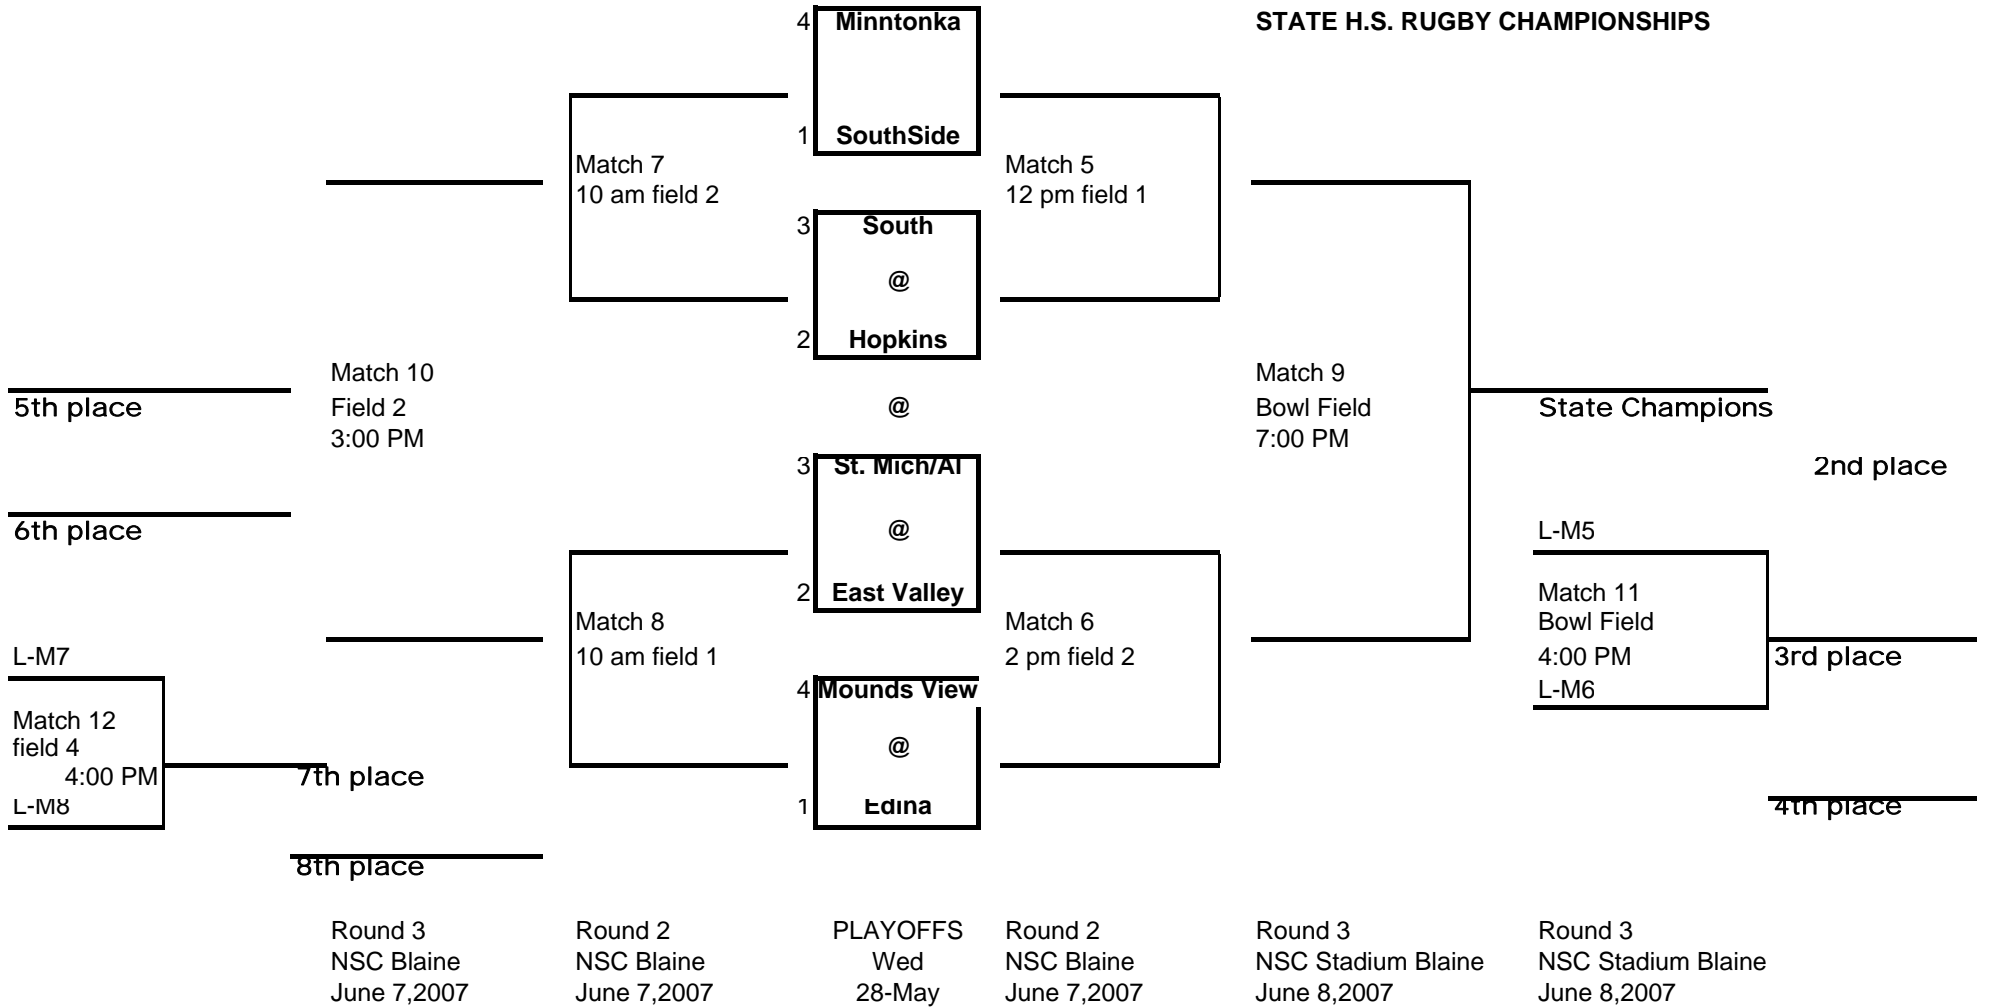 4 Minntonka
STATE H.S. RUGBY CHAMPIONSHIPS
1 SouthSide
Match 7
10 am field 2
Match 5
12 pm field 1
3 South
@
2 Hopkins
Match 10
Field 2
3:00 PM
Match 9
Bowl Field
7:00 PM
5th place
@
State Champions
3 St. Mich/Al
2nd place
6th place
@
L-M5
2 East Valley
Match 8
10 am field 1
Match 6
2 pm field 2
Match 11
Bowl Field
4:00 PM
L-M6
L-M7
3rd place
4 Mounds View
Match 12
field 4
4:00 PM
L-M8
@
7th place
1 Edina
4th place
8th place
Round 3
NSC Blaine
June 7,2007
Round 2
NSC Blaine
June 7,2007
PLAYOFFS
Wed
28-May
Round 2
NSC Blaine
June 7,2007
Round 3
NSC Stadium Blaine
June 8,2007
Round 3
NSC Stadium Blaine
June 8,2007